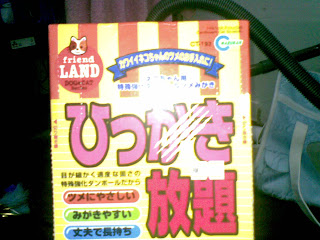 friend
LAND
DOG & CAT
カワイイネコちゃんのツメのお手入れに!
ひっかき
放題
目が細かく適度な固さの
特殊強化ダンボールだから
ツメにやさしい
みがきやすい
丈夫で長持ち